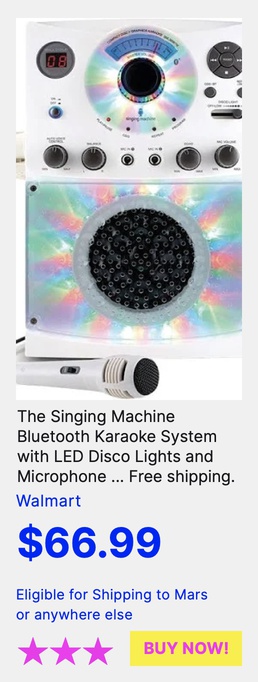 08
singing machine
The Singing Machine
Bluetooth Karaoke System
with LED Disco Lights and
Microphone ... Free shipping.
Walmart
$66.99
Eligible for Shipping to Mars
or anywhere else
BUY NOW!